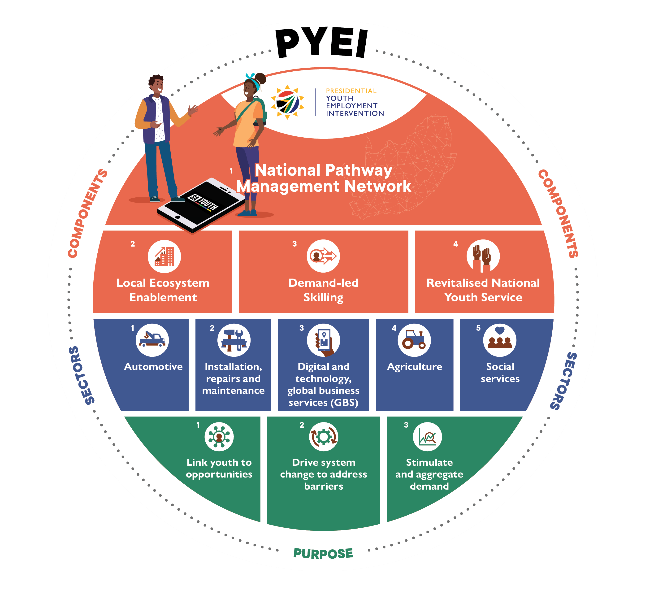 PYEI
PRESIDENTIAL
YOUTH
EMPLOYMENT
INTERVENTION
1
National Pathway
Management Network
YOUTH
COMPONENTS
COMPONENTS
2
Local Ecosystem
Enablement
3
Demand-led
Skilling
4
Revitalised National
Youth Service
SECTORS
SECTORS
1
Automotive
2
Installation,
repairs and
maintenance
3
Digital and
technology,
global business
services (GBS)
4
Agriculture
5
Social
services
1
Link youth to
opportunities
2
Drive system
change to address
barriers
3
Stimulate
and aggregate
demand
PURPOSE